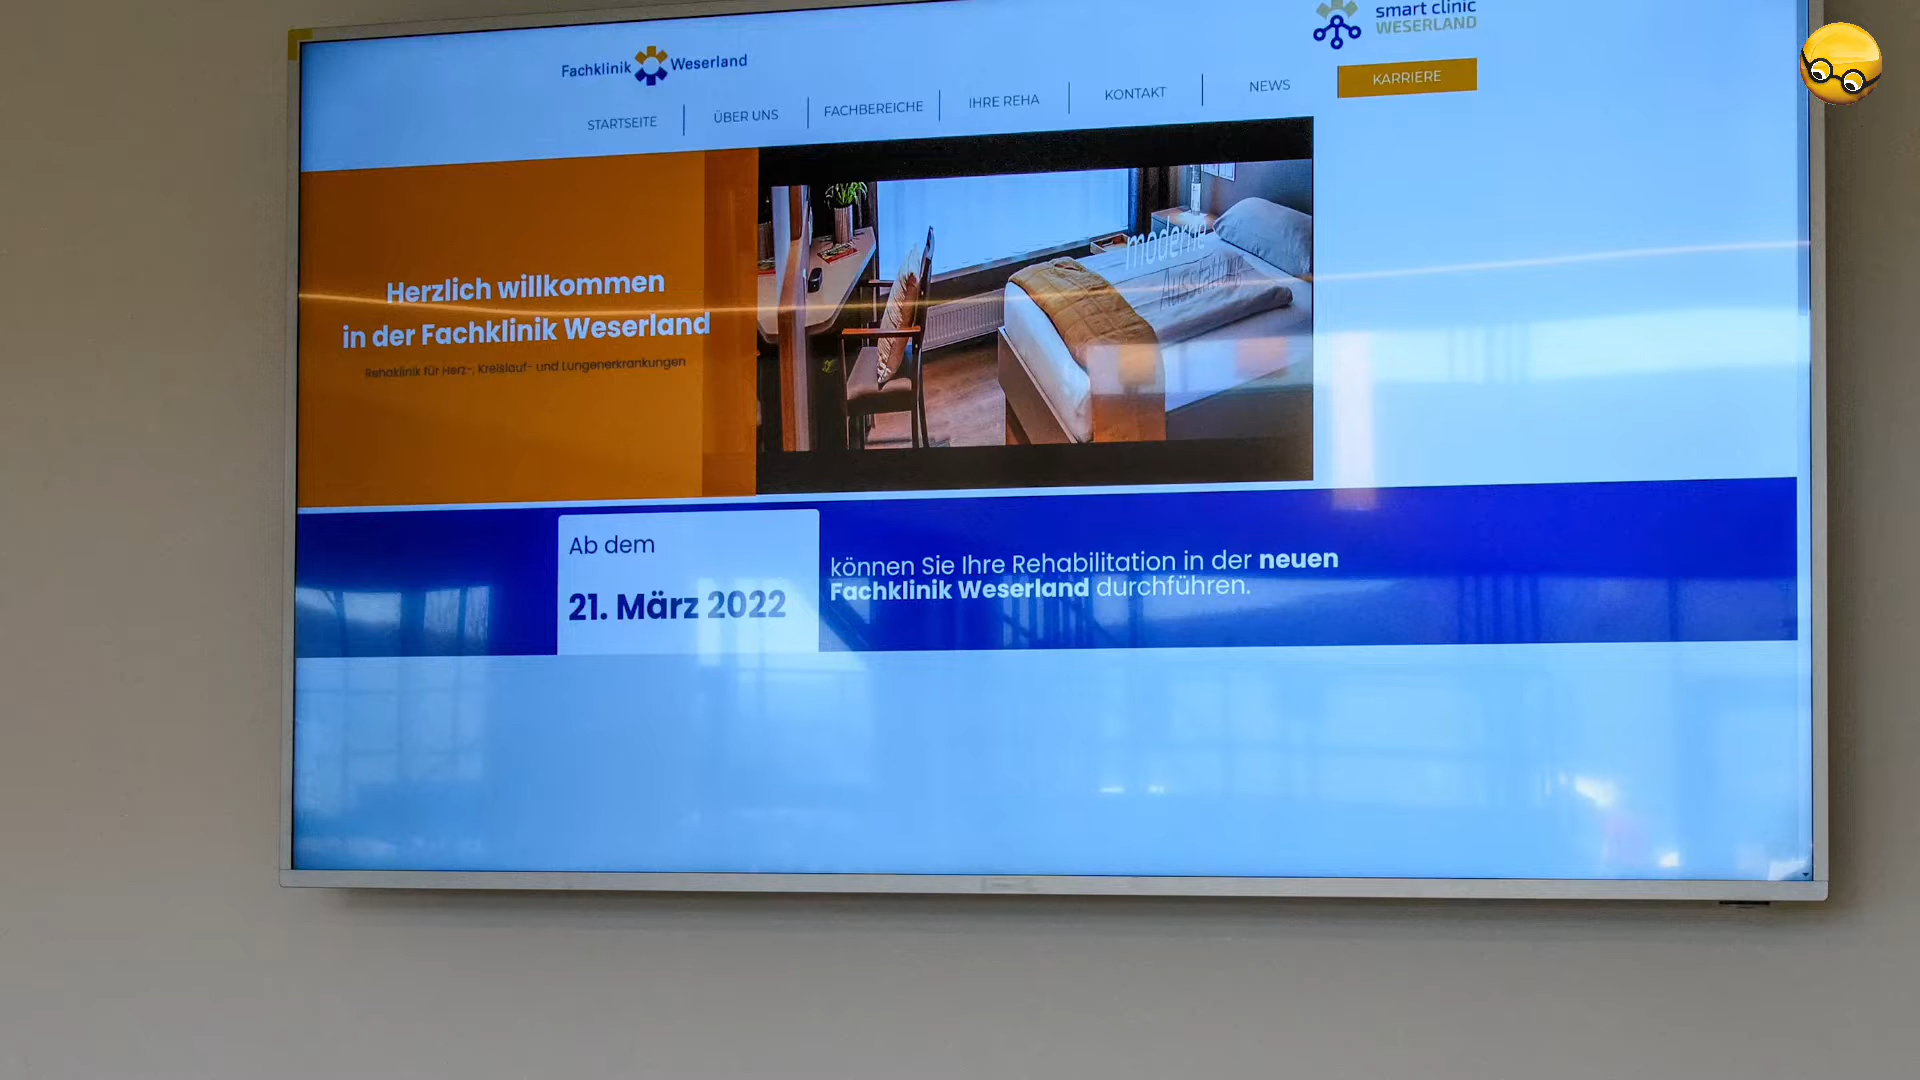 Fachklinik Weserland
smart clinic
WESERLAND
STARTSEITE
ÜBER UNS
FACHBEREICHE
IHRE REHA
KONTAKT
NEWS
KARRIERE
Herzlich willkommen
in der Fachklinik Weserland
Rehaklinik für Herz-, Kreislauf- und Lungenerkrankungen
moderne
Ausstattung
Ab dem
21. März 2022
können Sie Ihre Rehabilitation in der neuen
Fachklinik Weserland durchführen.